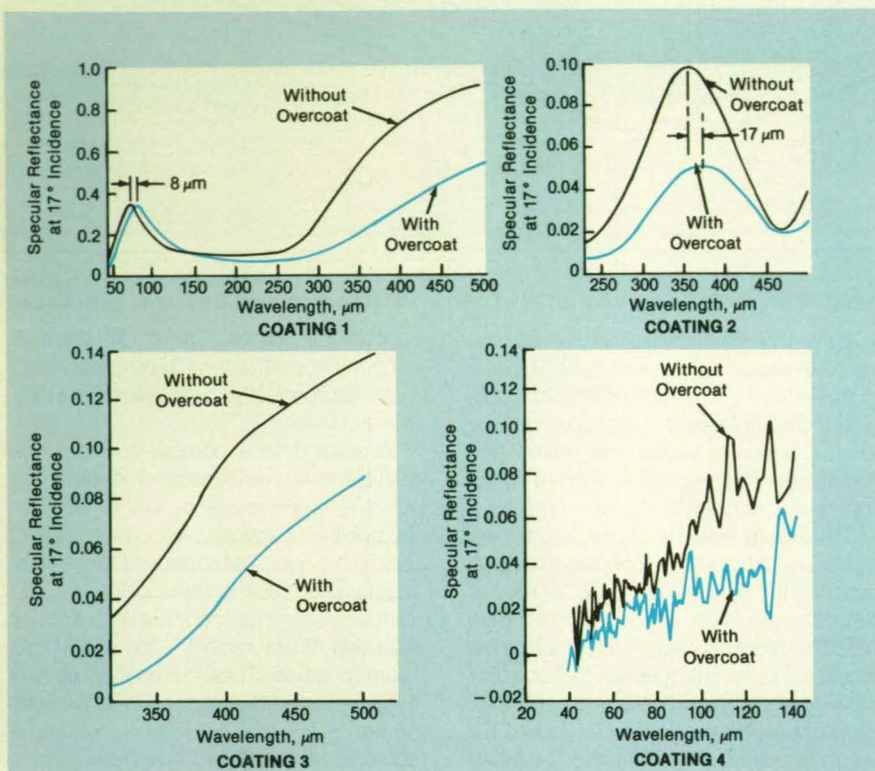 Specular Reflectance
at 17° Incidence
1.0
0.8
0.6
0.4
0.2
0
Without
Overcoat
8 µm
With
Overcoat
50 100 150 200 250 300 350 400 450 500
Wavelength, µm
COATING 1
Specular Reflectance
at 17° Incidence
0.10
0.08
0.06
0.04
0.02
0
Without
Overcoat
17 µm
With
Overcoat
250 300 350 400 450
Wavelength, µm
COATING 2
Specular Reflectance
at 17° Incidence
0.14
0.12
0.10
0.08
0.06
0.04
0.02
0
Without
Overcoat
With
Overcoat
350 400 450 500
Wavelength, µm
COATING 3
Specular Reflectance
at 17° Incidence
0.14
0.12
0.10
0.08
0.06
0.04
0.02
0
−0.02
Without
Overcoat
With
Overcoat
20 40 60 80 100 120 140
Wavelength, µm
COATING 4